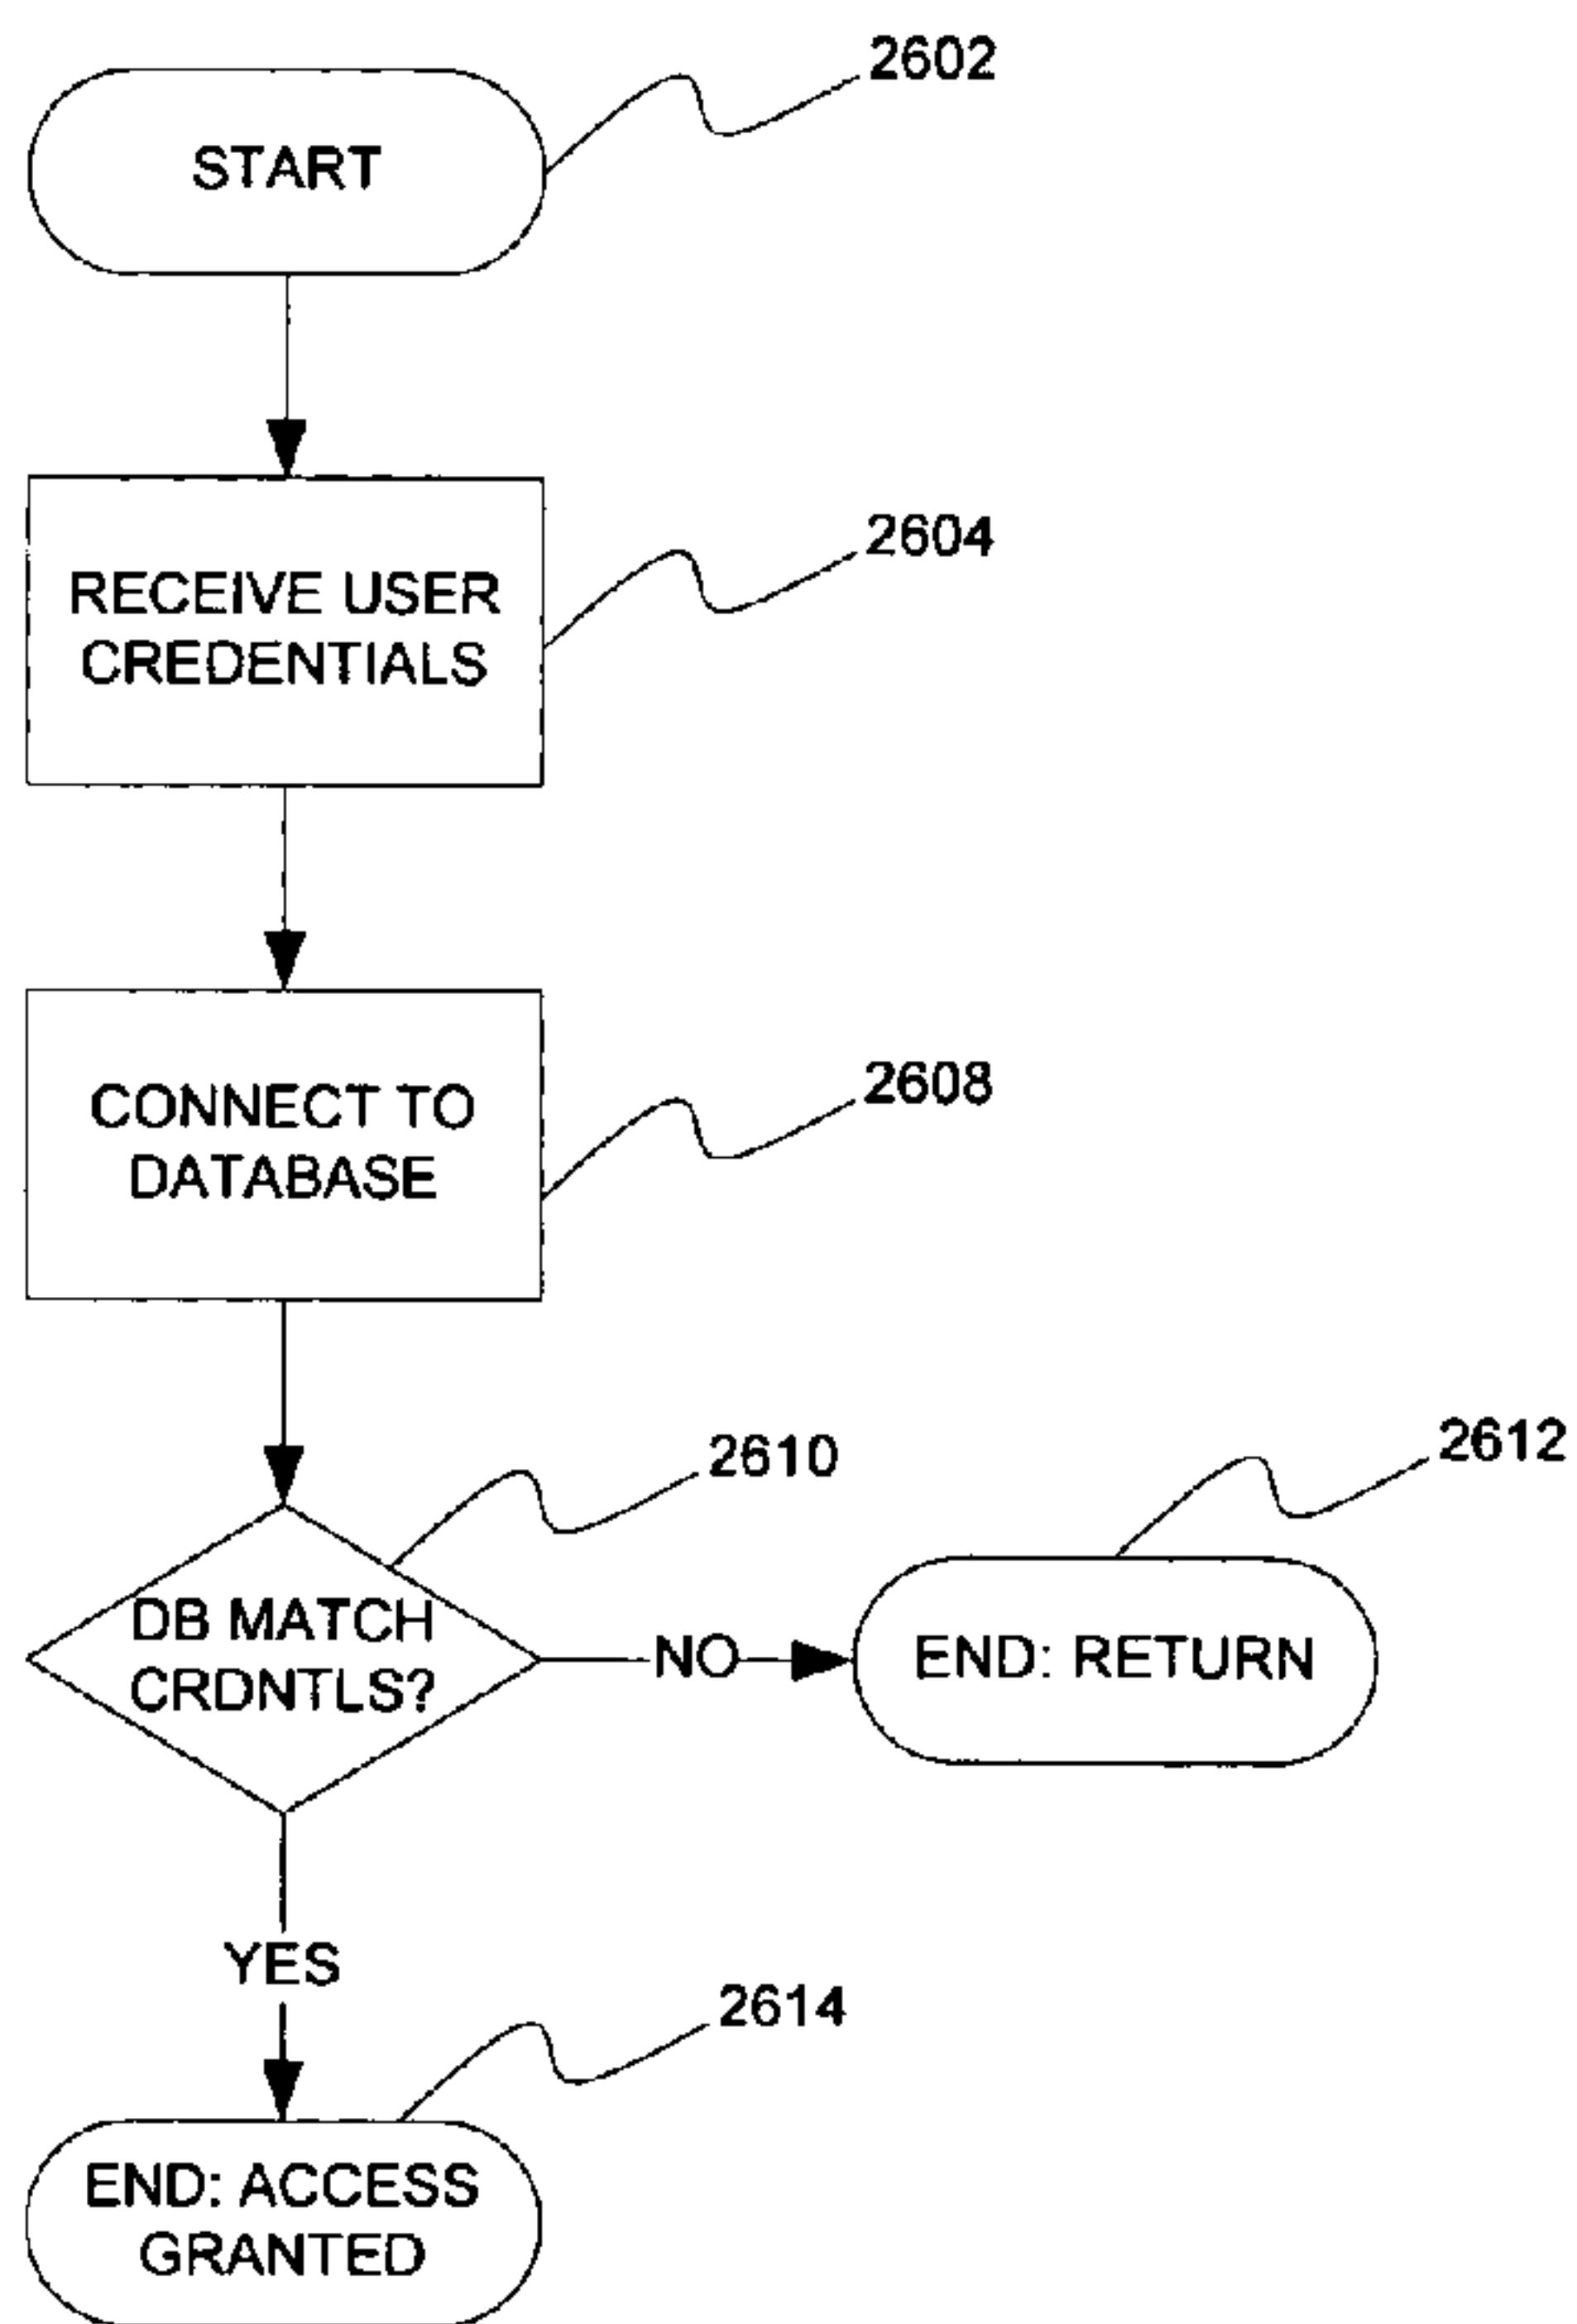 2602
START
2604
RECEIVE USER
CREDENTIALS
2608
CONNECT TO
DATABASE
2610
2612
DB MATCH
CRDNTLS?
NO
END: RETURN
YES
2614
END: ACCESS
GRANTED